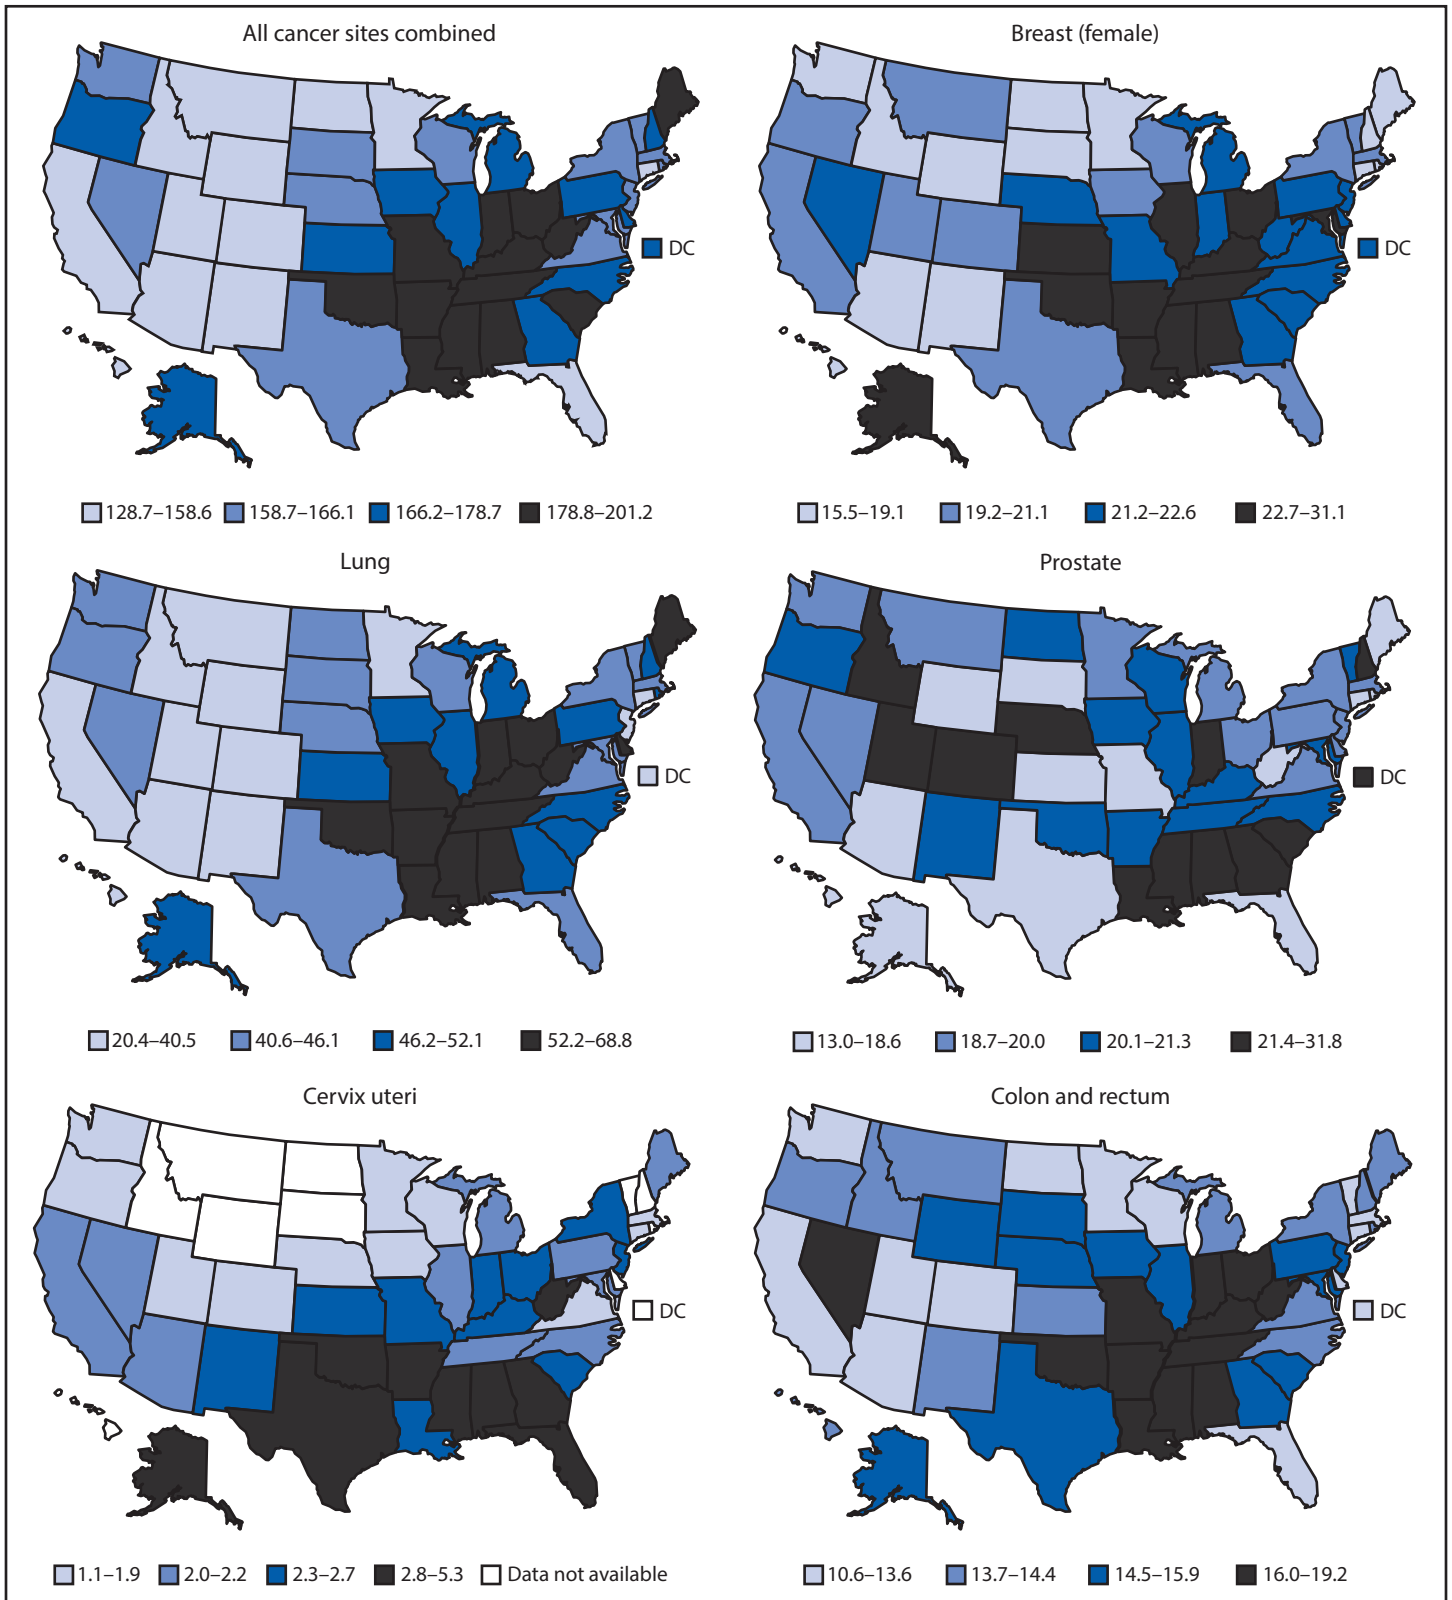 All cancer sites combined
DC
128.7–158.6 158.7–166.1 166.2–178.7 178.8–201.2
Breast (female)
DC
15.5–19.1 19.2–21.1 21.2–22.6 22.7–31.1
Lung
DC
20.4–40.5 40.6–46.1 46.2–52.1 52.2–68.8
Prostate
DC
13.0–18.6 18.7–20.0 20.1–21.3 21.4–31.8
Cervix uteri
DC
1.1–1.9 2.0–2.2 2.3–2.7 2.8–5.3 Data not available
Colon and rectum
DC
10.6–13.6 13.7–14.4 14.5–15.9 16.0–19.2